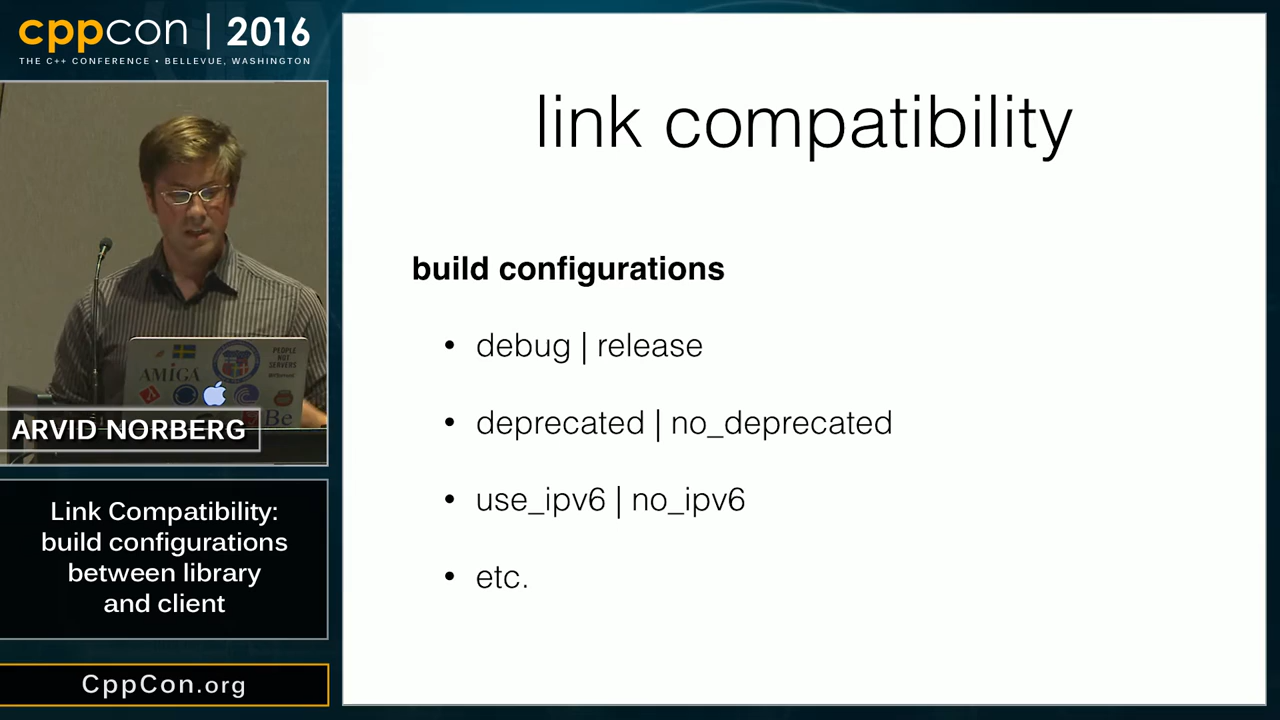 cppcon | 2016
THE C++ CONFERENCE • BELLEVUE, WASHINGTON
AMIGA
PEOPLE
NOT
SERVERS
Be
ARVID NORBERG
Link Compatibility:
build configurations
between library
and client
CppCon.org
link compatibility
build configurations
• debug | release
• deprecated | no_deprecated
• use_ipv6 | no_ipv6
• etc.